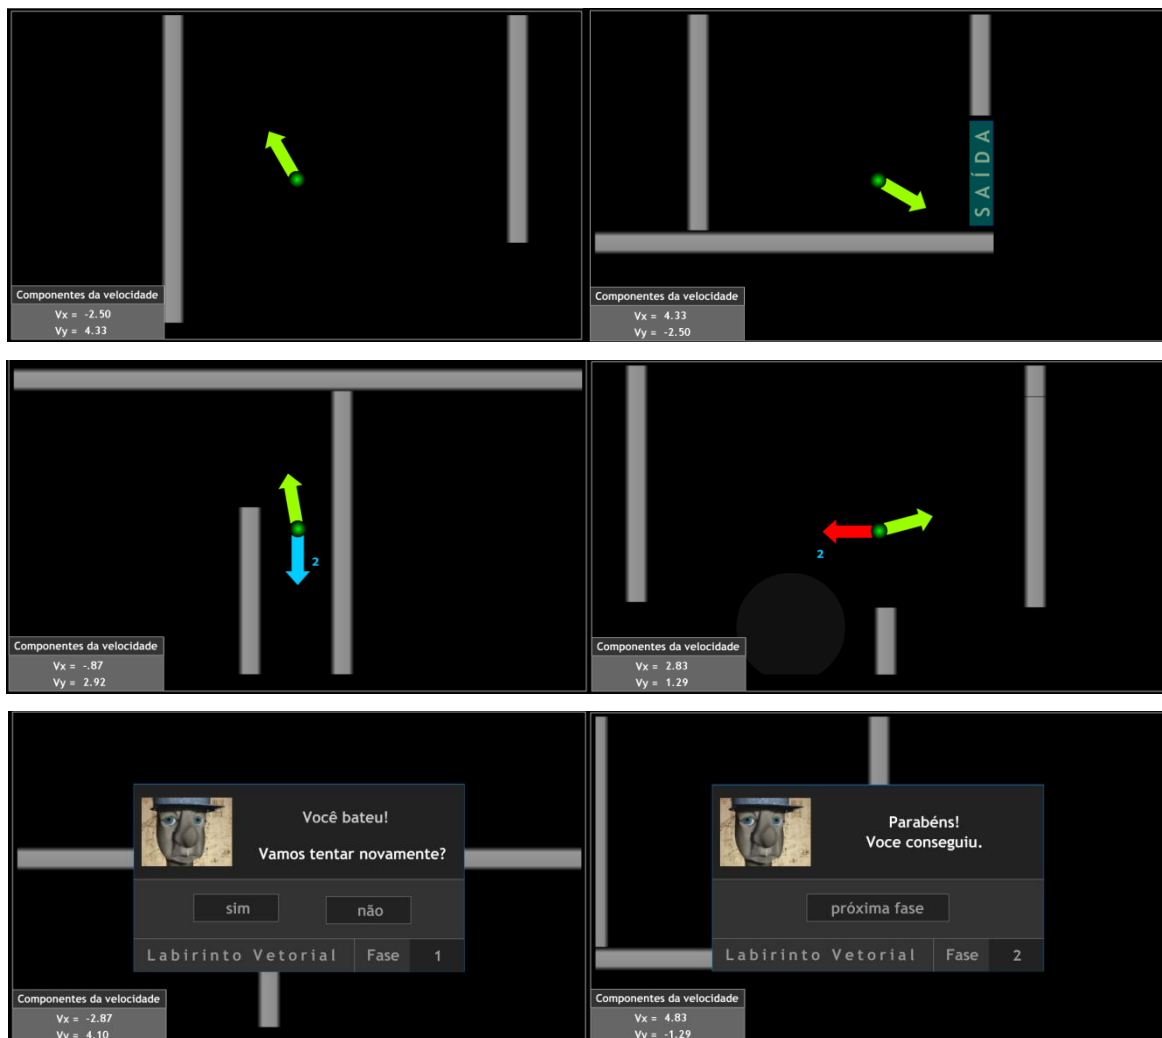 Componentes da velocidade
Vx = -2.50
Vy = 4.33
SAÍDA
Componentes da velocidade
Vx = 4.33
Vy = -2.50
2
Componentes da velocidade
Vx = -.87
Vy = 2.92
2
Componentes da velocidade
Vx = 2.83
Vy = 1.29
Você bateu!
Vamos tentar novamente?
sim
não
Labirinto Vetorial Fase 1
Componentes da velocidade
Vx = -2.87
Vy = 4.10
Parabéns!
Voce conseguiu.
próxima fase
Labirinto Vetorial Fase 2
Componentes da velocidade
Vx = 4.83
Vy = -1.29